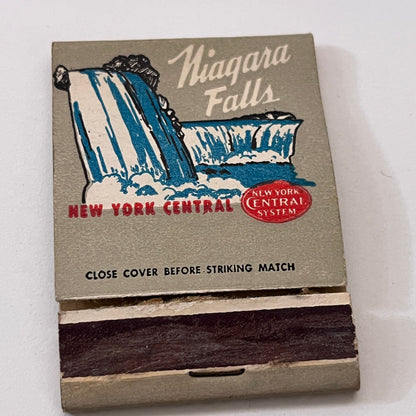 Niagara
Falls
NEW YORK CENTRAL
NEW YORK
CENTRAL
SYSTEM
CLOSE COVER BEFORE STRIKING MATCH